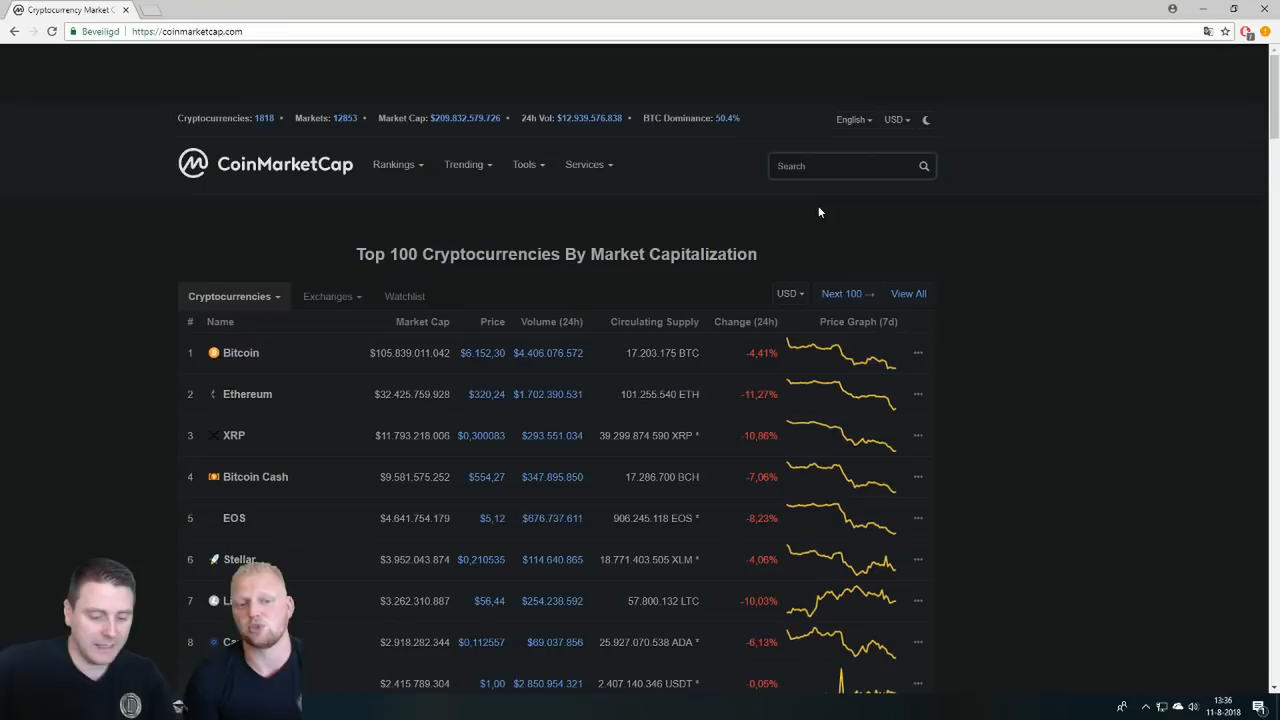 Cryptocurrency Market C
Beveiligd https://coinmarketcap.com
Cryptocurrencies: 1818 • Markets: 12853 • Market Cap: $209.832.579.726 • 24h Vol: $12.939.576.838 • BTC Dominance: 50.4% English USD
CoinMarketCap Rankings Trending Tools Services Search
Top 100 Cryptocurrencies By Market Capitalization
Cryptocurrencies Exchanges Watchlist USD Next 100 → View All
# Name Market Cap Price Volume (24h) Circulating Supply Change (24h) Price Graph (7d)
1 Bitcoin $105.839.011.042 $6.152,30 $4.406.076.572 17.203.175 BTC -4,41%
2 Ethereum $32.425.759.928 $320,24 $1.702.390.531 101.255.540 ETH -11,27%
3 XRP $11.793.218.006 $0,300083 $293.551.034 39.299.874.590 XRP * -10,86%
4 Bitcoin Cash $9.581.575.252 $554,27 $347.895.850 17.286.700 BCH -7,06%
5 EOS $4.641.754.179 $5,12 $676.737.611 906.245.118 EOS * -8,23%
6 Stellar $3.952.043.874 $0,210535 $114.640.865 18.771.403.505 XLM * -4,06%
7 Li $3.262.310.887 $56,44 $254.238.592 57.800.132 LTC -10,03%
8 Ca $2.918.282.344 $0,112557 $69.037.856 25.927.070.538 ADA * -6,13%
$2.415.789.304 $1,00 $2.850.954.321 2.407.140.346 USDT * -0,05%
13:36
11-8-2018